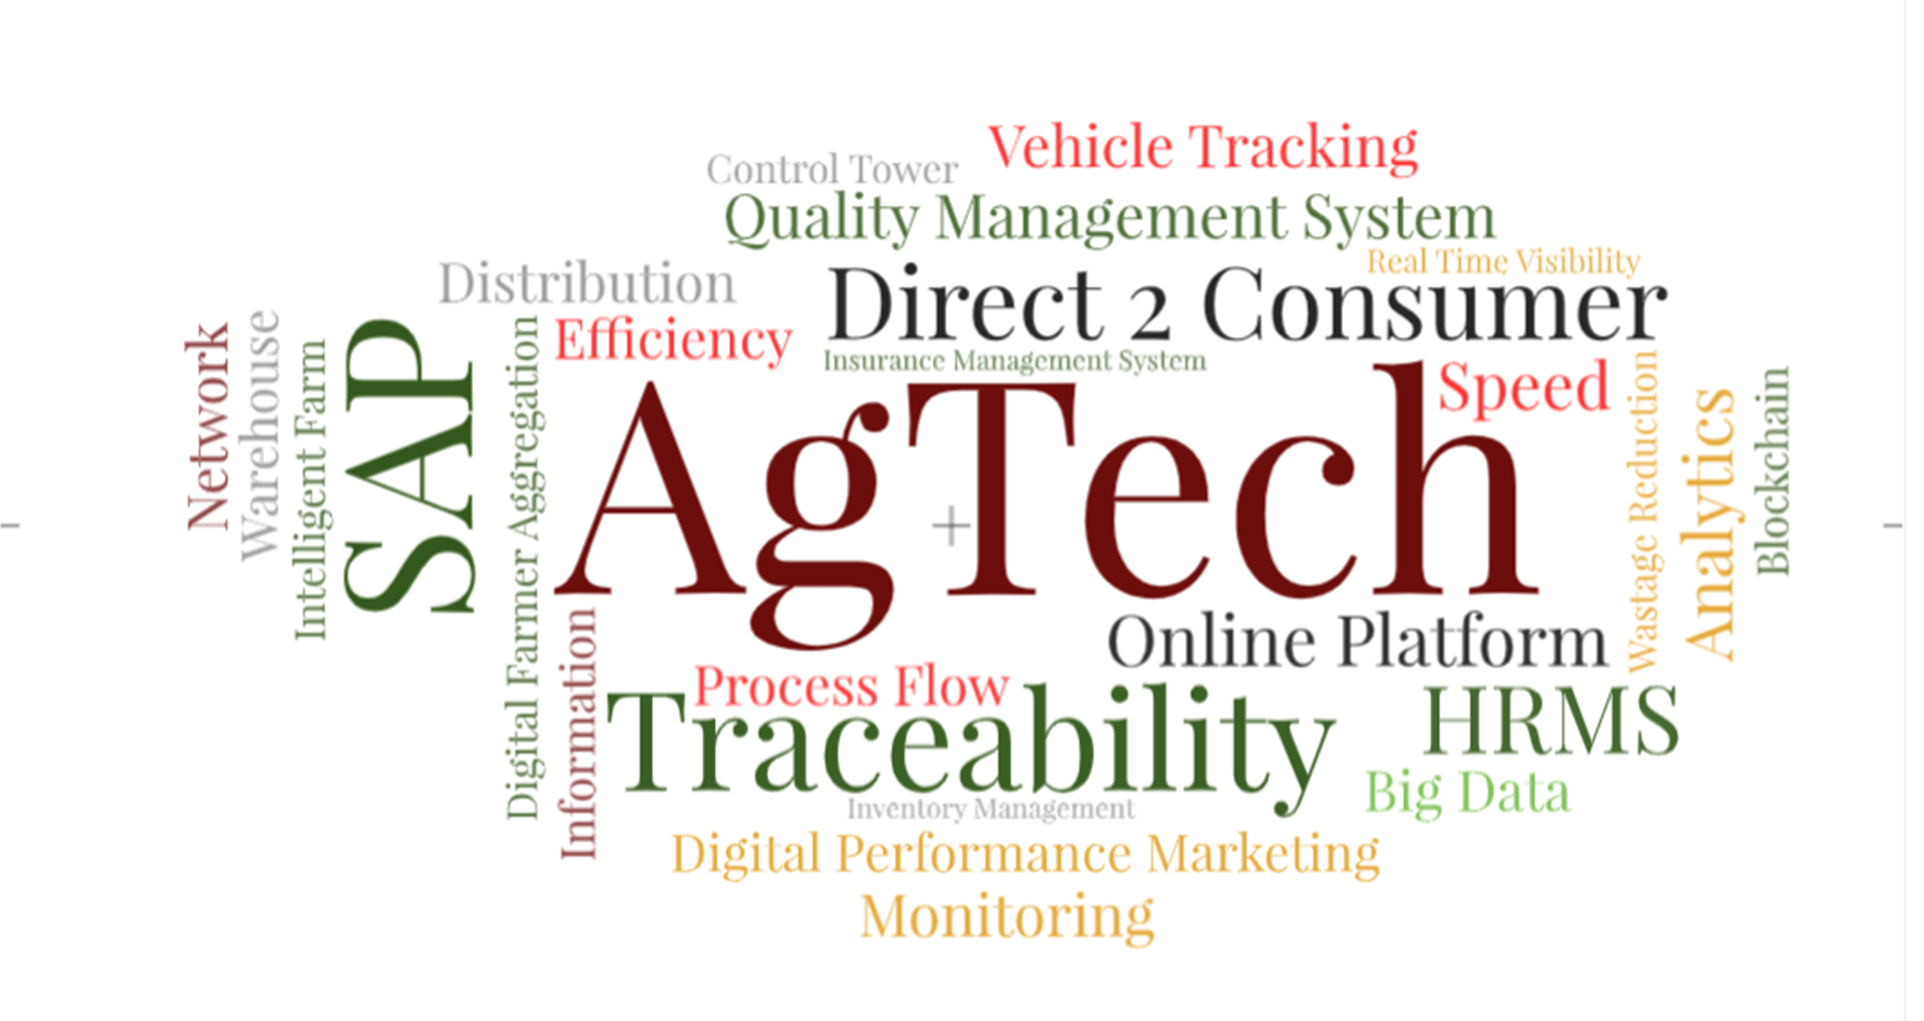 Vehicle Tracking
Control Tower
Quality Management System
Real Time Visibility
Distribution
Direct 2 Consumer
Efficiency
Insurance Management System
Speed
Network
Warehouse
Intelligent Farm
SAP
Digital Farmer Aggregation
AgTech
Wastage Reduction
Analytics
Blockchain
Information
Online Platform
Process Flow
Traceability
HRMS
Big Data
Inventory Management
Digital Performance Marketing
Monitoring